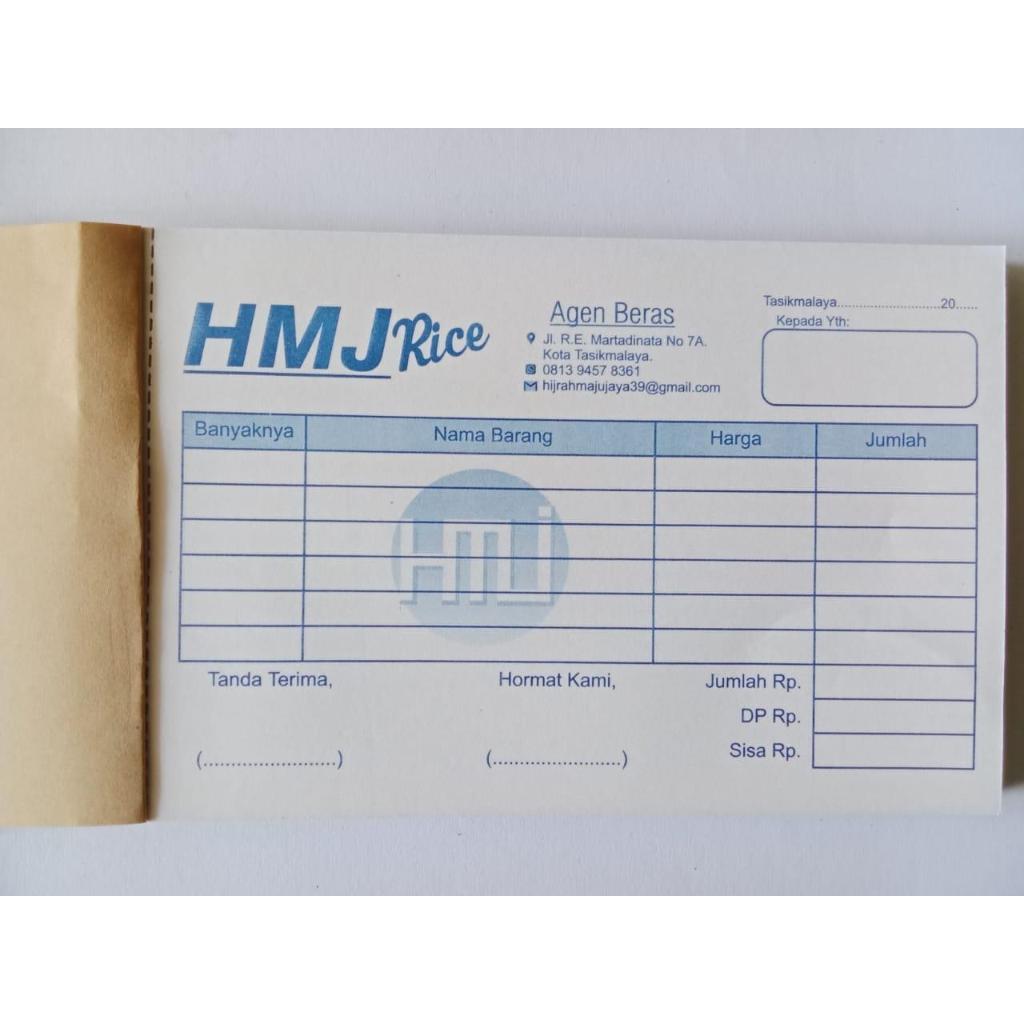 HMJ Rice
Agen Beras
Jl. R.E. Martadinata No 7A.
Kota Tasikmalaya.
0813 9457 8361
hijrahmajujaya39@gmail.com
Tasikmalaya..........................20.....
Kepada Yth:
Banyaknya Nama Barang Harga Jumlah
HMJ
Tanda Terima, Hormat Kami, Jumlah Rp.
DP Rp.
Sisa Rp.
(........................) (.......................)